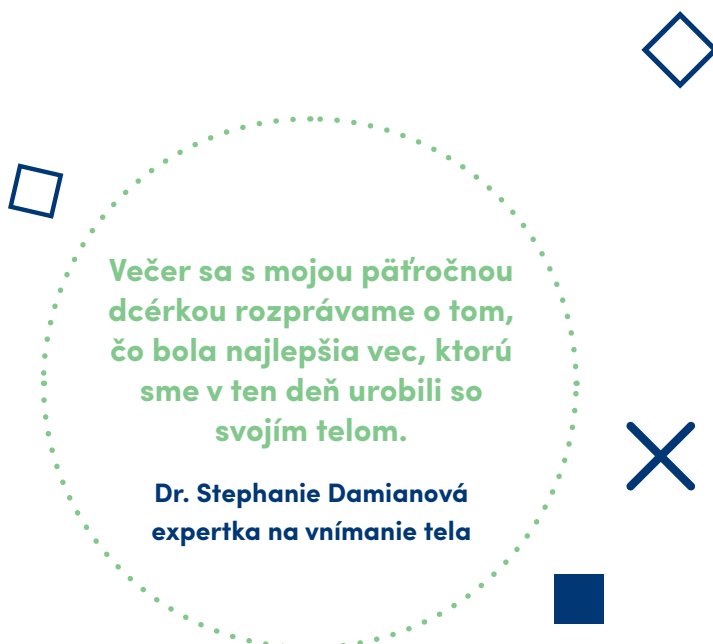 Večer sa s mojou päťročnou
dcérkou rozprávame o tom,
čo bola najlepšia vec, ktorú
sme v ten deň urobili so
svojím telom.
Dr. Stephanie Damianová
expertka na vnímanie tela